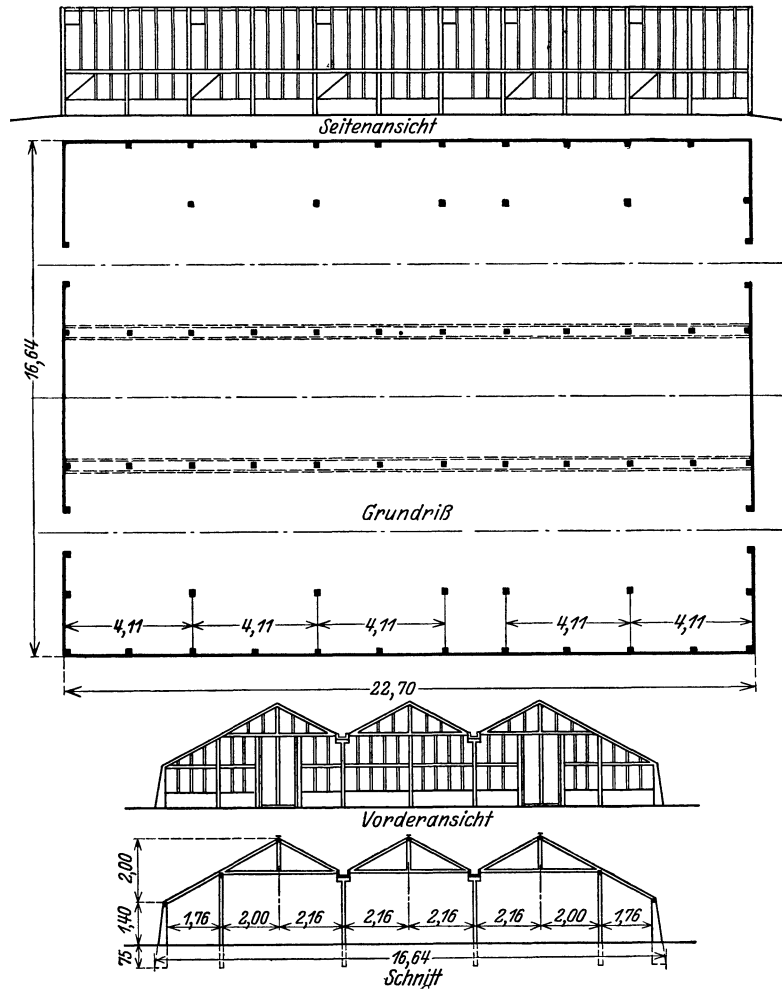 Seitenansicht
16,64
Grundriß
4,11 4,11 4,11 4,11 4,11
22,70
Vorderansicht
2,00
1,40
75
1,76 2,00 2,16 2,16 2,16 2,16 2,00 1,76
16,64
Schnitt